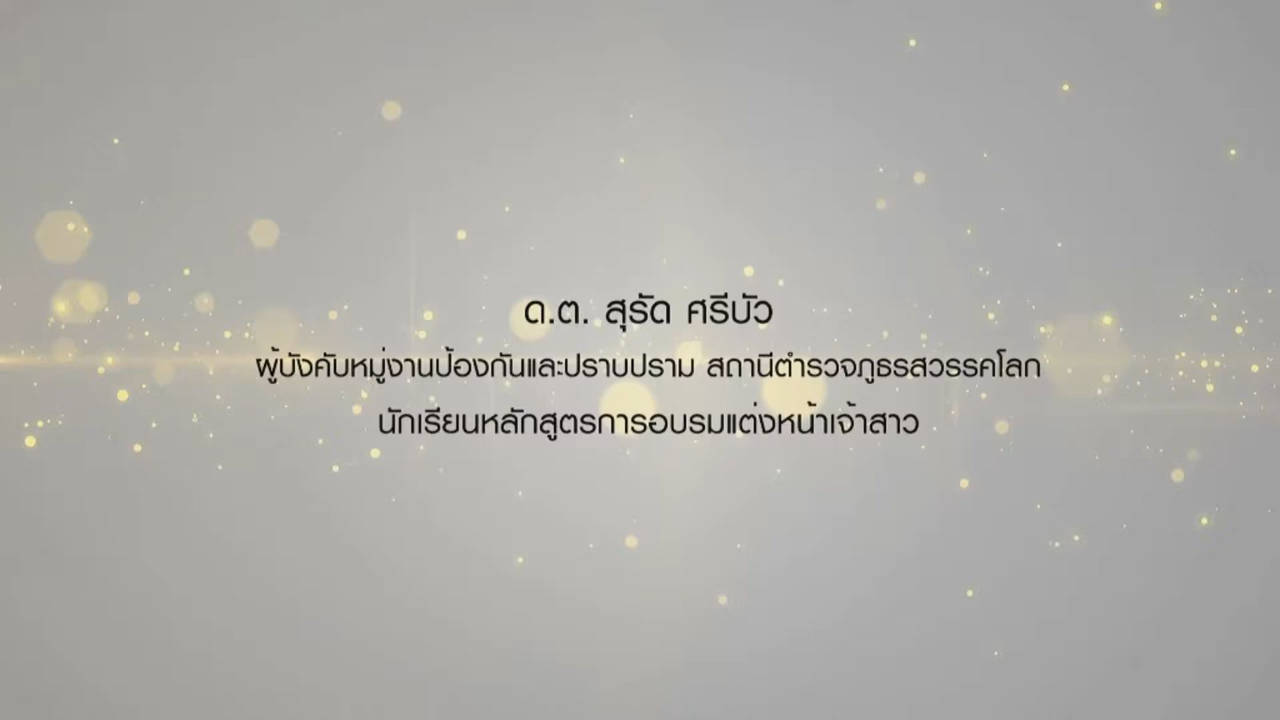 ด.ต. สุรัด ศรีบัว
ผู้บังคับหมู่งานป้องกันและปราบปราม สถานีตำรวจภูธรสวรรคโลก
นักเรียนหลักสูตรการอบรมแต่งหน้าเจ้าสาว